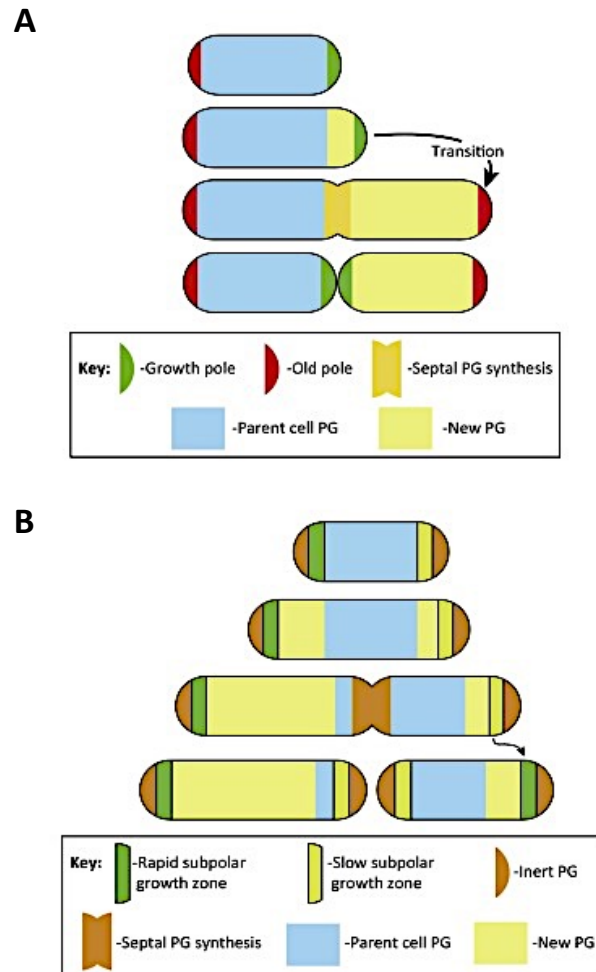 A
Transition
Key: -Growth pole -Old pole -Septal PG synthesis
-Parent cell PG -New PG
B
Key: -Rapid subpolar growth zone -Slow subpolar growth zone -Inert PG
-Septal PG synthesis -Parent cell PG -New PG